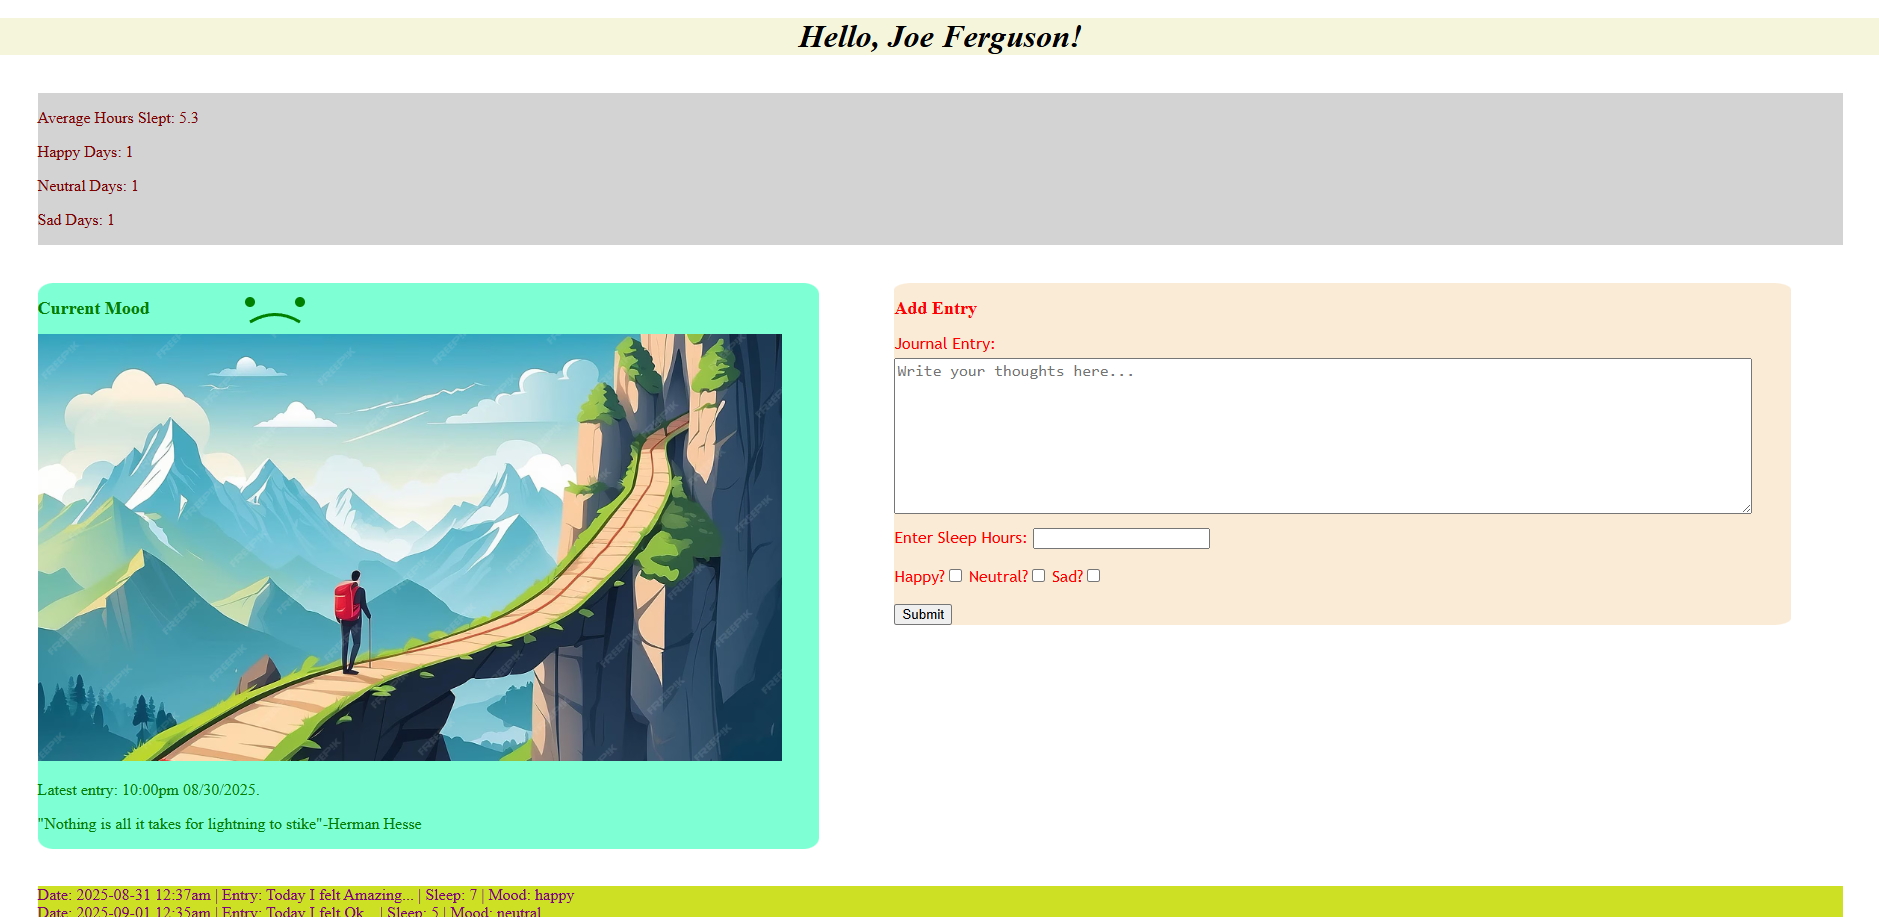 Hello, Joe Ferguson!
Average Hours Slept: 5.3
Happy Days: 1
Neutral Days: 1
Sad Days: 1
Current Mood
Latest entry: 10:00pm 08/30/2025.
"Nothing is all it takes for lightning to stike"-Herman Hesse
Add Entry
Journal Entry:
Write your thoughts here...
Enter Sleep Hours:
Happy? Neutral? Sad?
Submit
Date: 2025-08-31 12:37am | Entry: Today I felt Amazing... | Sleep: 7 | Mood: happy
Date: 2025-09-01 12:35am | Entry: Today I felt Ok... | Sleep: 5 | Mood: neutral